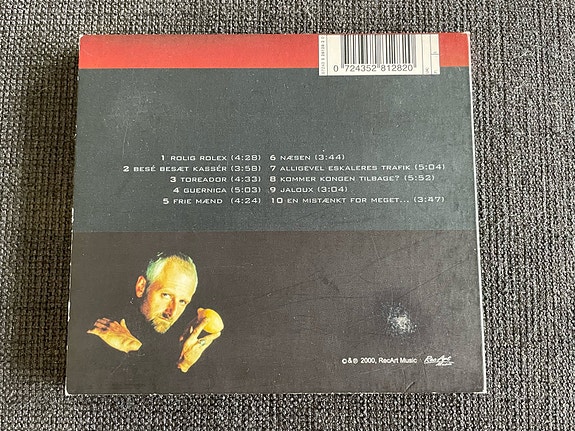 0 724352 812820
1 ROLIG ROLEX (4:28)
2 BESÉ BESÆT KASSÉR (3:58)
3 TOREADOR (4:33)
4 GUERNICA (5:03)
5 FRIE MÆND (4:24)
6 NÆSEN (3:44)
7 ALLIGEVEL ESKALERES TRAFIK (5:04)
8 KOMMER KONGEN TILBAGE? (5:52)
9 JALOUX (3:04)
10 EN MISTÆNKT FOR MEGET... (3:47)
© & ℗ 2000, RecArt Music
RecArt